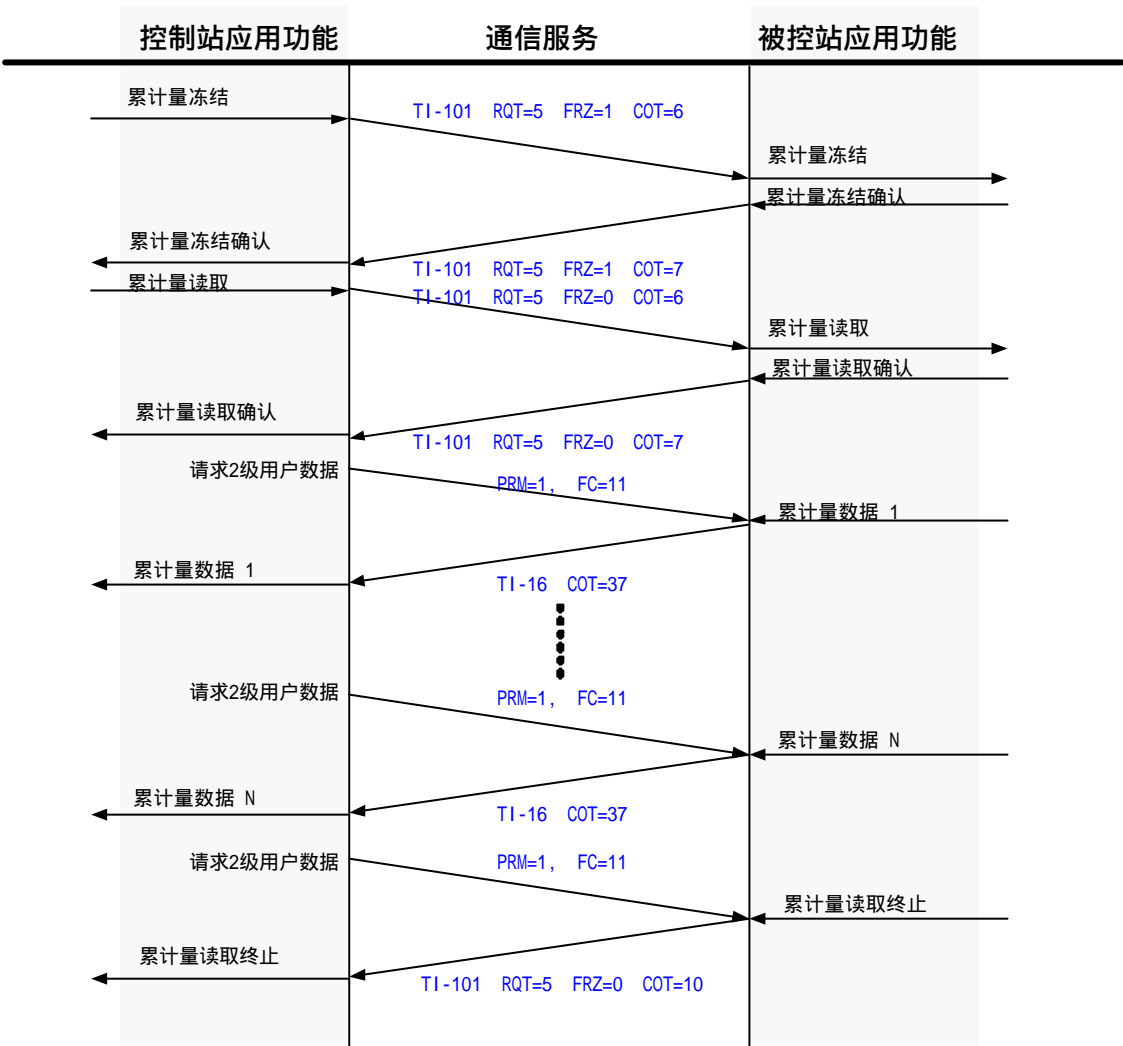 控制站应用功能 通信服务 被控站应用功能
累计量冻结
TI-101 RQT=5 FRZ=1 COT=6
累计量冻结
累计量冻结确认
累计量冻结确认
TI-101 RQT=5 FRZ=1 COT=7
累计量读取
TI-101 RQT=5 FRZ=0 COT=6
累计量读取
累计量读取确认
累计量读取确认
TI-101 RQT=5 FRZ=0 COT=7
请求2级用户数据
PRM=1, FC=11
累计量数据 1
累计量数据 1
TI-16 COT=37
请求2级用户数据
PRM=1, FC=11
累计量数据 N
累计量数据 N
TI-16 COT=37
请求2级用户数据
PRM=1, FC=11
累计量读取终止
累计量读取终止
TI-101 RQT=5 FRZ=0 COT=10